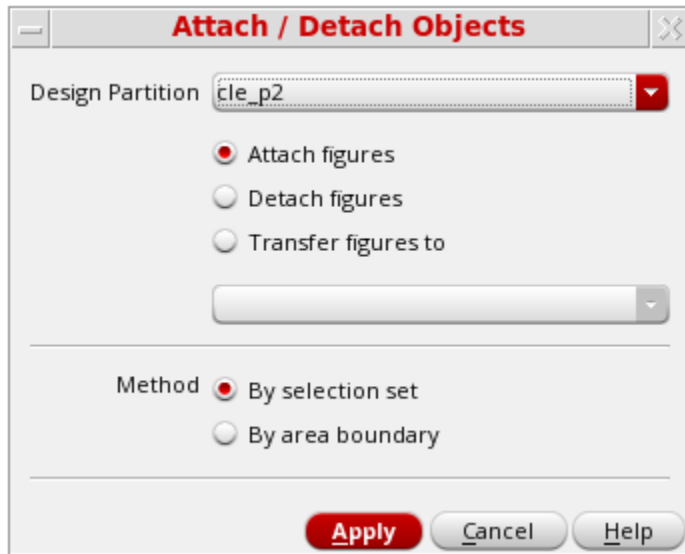 Attach / Detach Objects
Design Partition cle_p2
Attach figures
Detach figures
Transfer figures to
Method By selection set
By area boundary
Apply Cancel Help